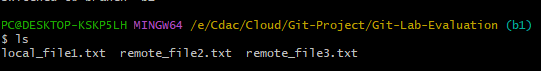 PC@DESKTOP-KSKP5LH MINGW64 /e/Cdac/Cloud/Git-Project/Git-Lab-Evaluation (b1)
$ ls
local_file1.txt  remote_file2.txt  remote_file3.txt